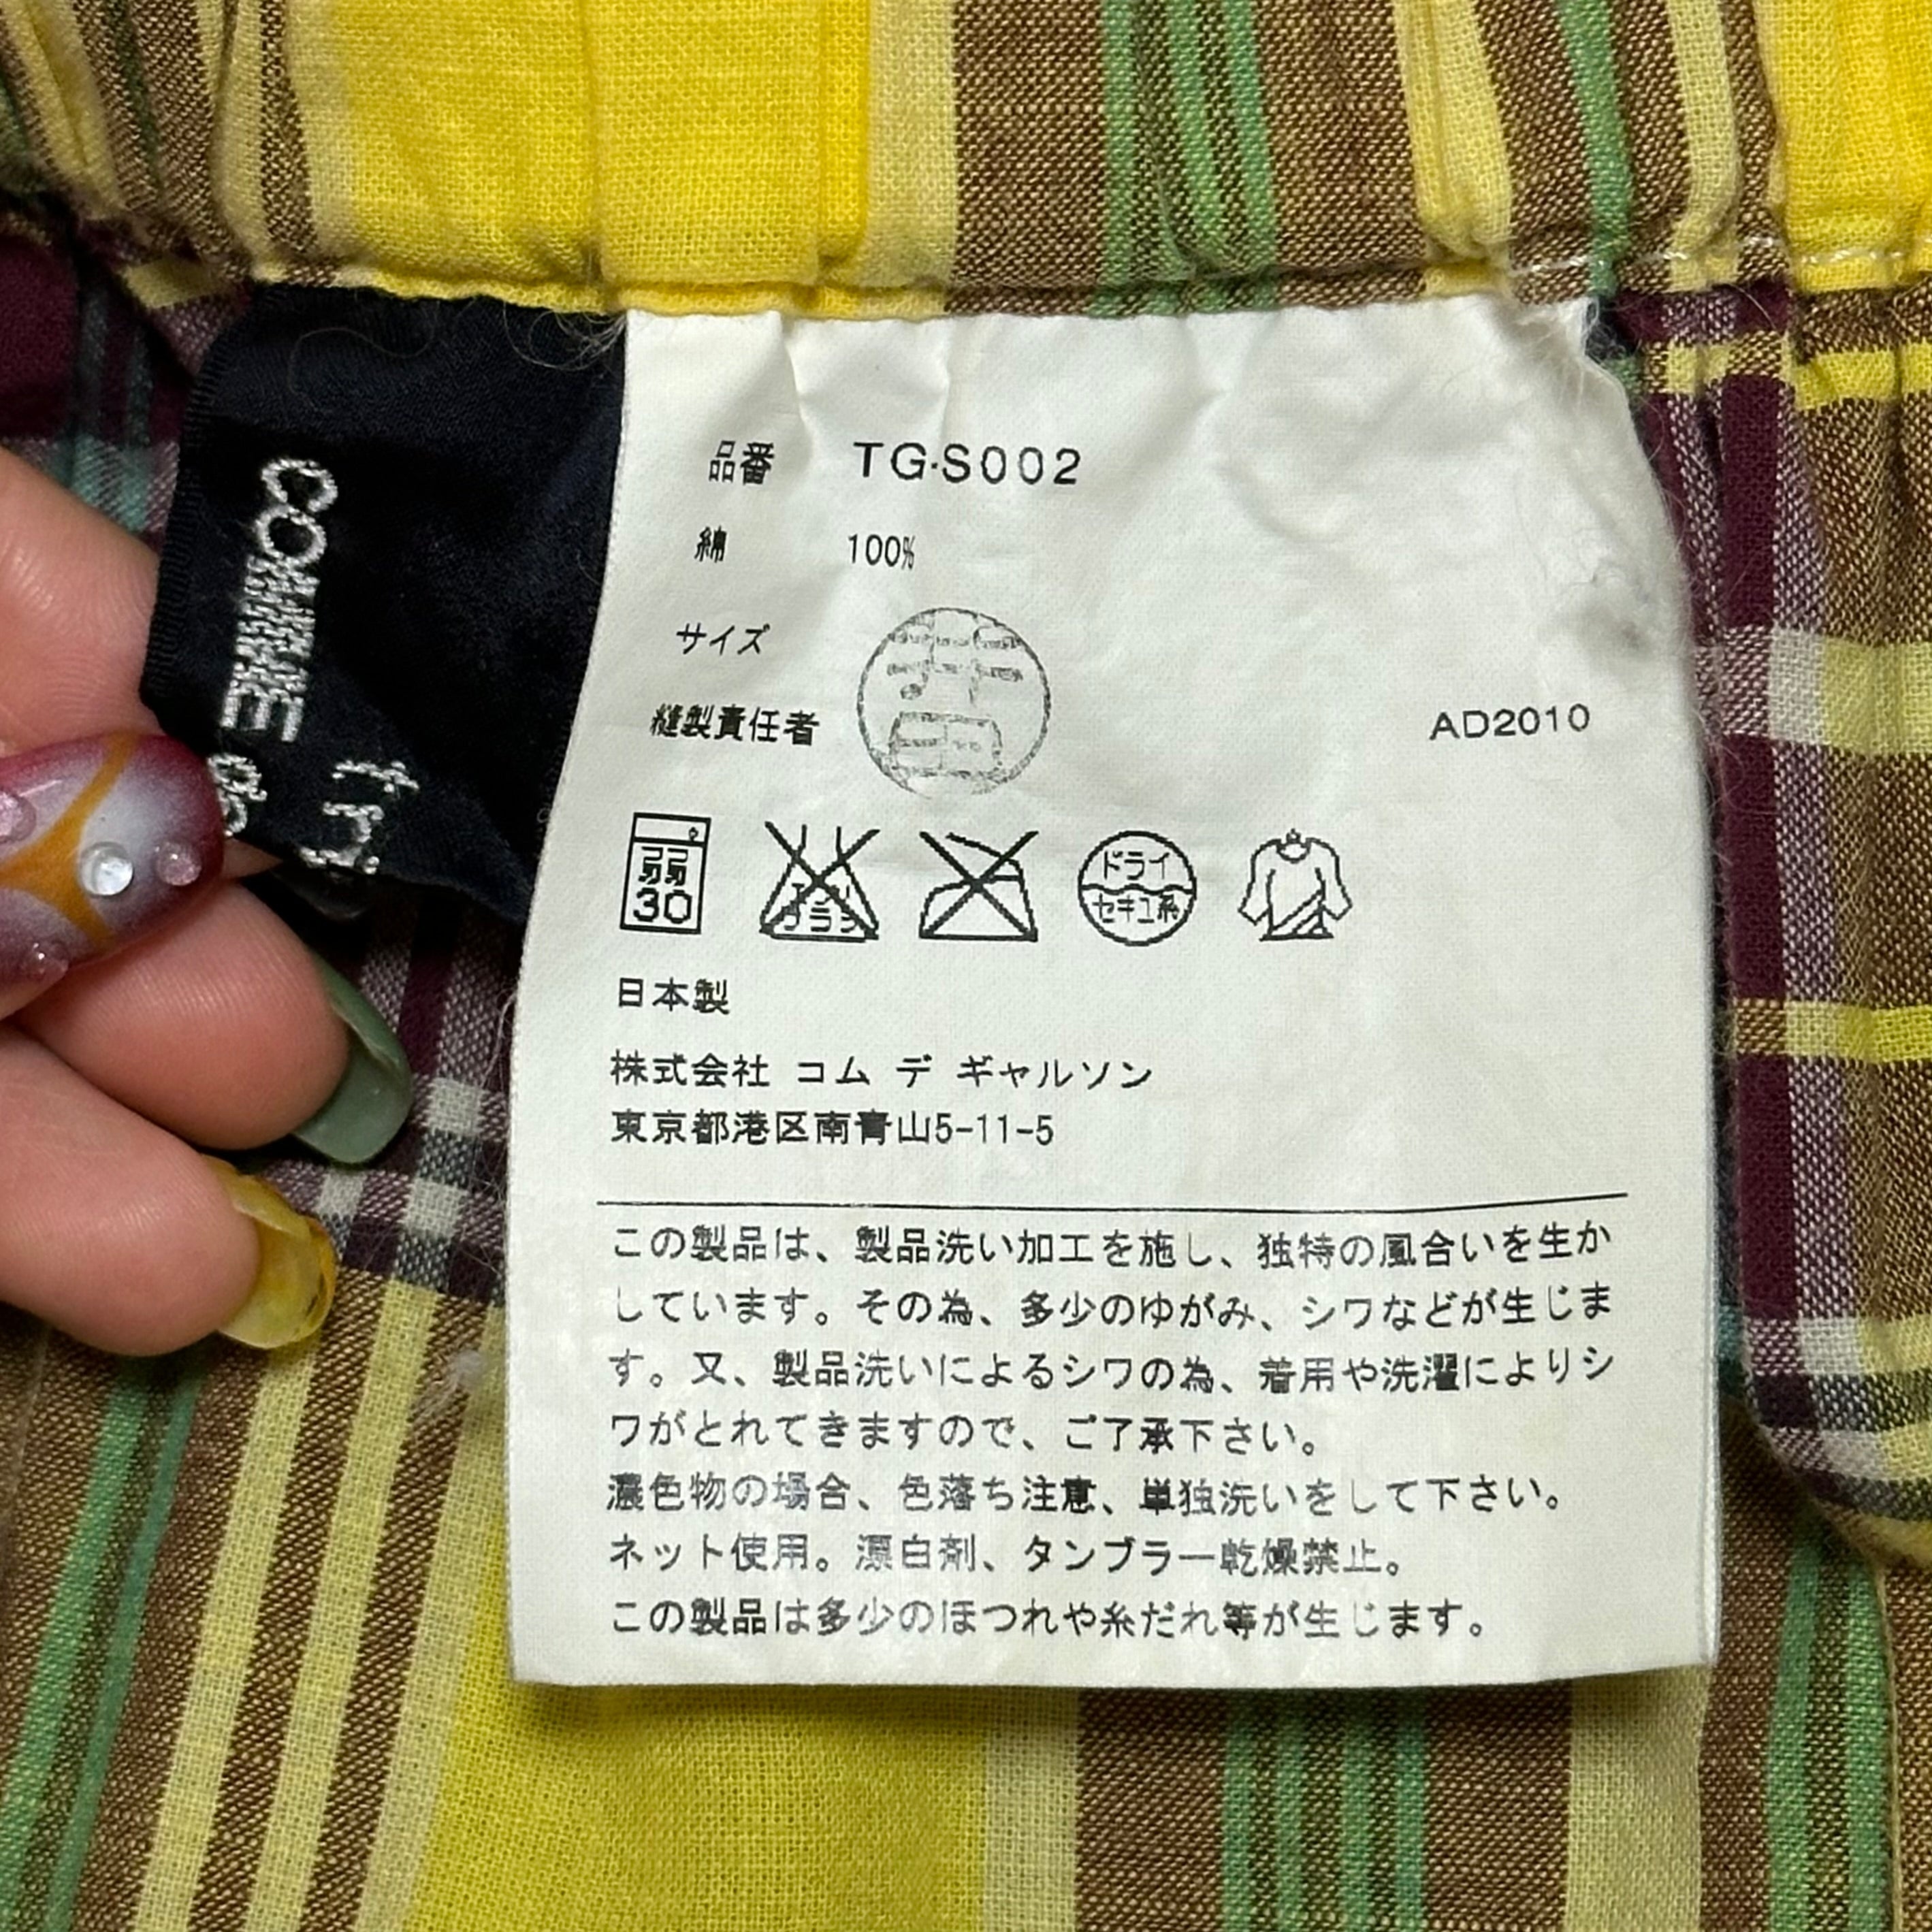 COMME
品番 TG-S002
綿 100%
サイズ
縫製責任者
AD2010
弱
30
エンソ
サラシ
ドライ
セキユ系
日本製
株式会社 コム デ ギャルソン
東京都港区南青山5-11-5
この製品は、製品洗い加工を施し、独特の風合いを生か
しています。その為、多少のゆがみ、シワなどが生じま
す。又、製品洗いによるシワの為、着用や洗濯によりシ
ワがとれてきますので、ご了承下さい。
濃色物の場合、色落ち注意、単独洗いをして下さい。
ネット使用。漂白剤、タンブラー乾燥禁止。
この製品は多少のほつれや糸だれ等が生じます。